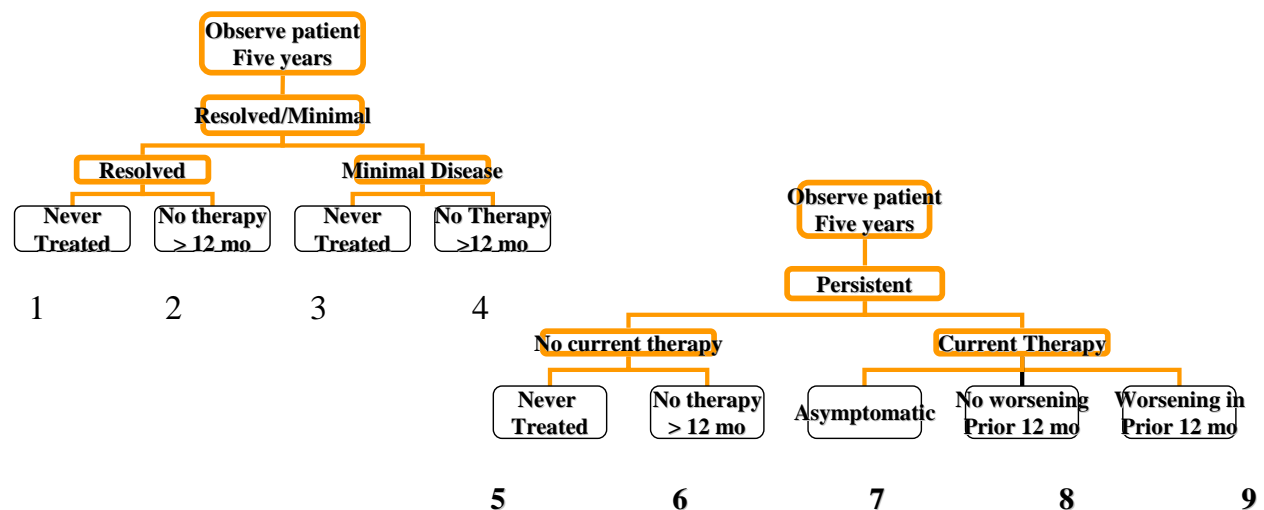 Observe patient
Five years
Resolved/Minimal
Resolved
Minimal Disease
Never
Treated
No therapy
> 12 mo
Never
Treated
No Therapy
>12 mo
1
2
3
4
Observe patient
Five years
Persistent
No current therapy
Current Therapy
Never
Treated
No therapy
> 12 mo
Asymptomatic
No worsening
Prior 12 mo
Worsening in
Prior 12 mo
5
6
7
8
9